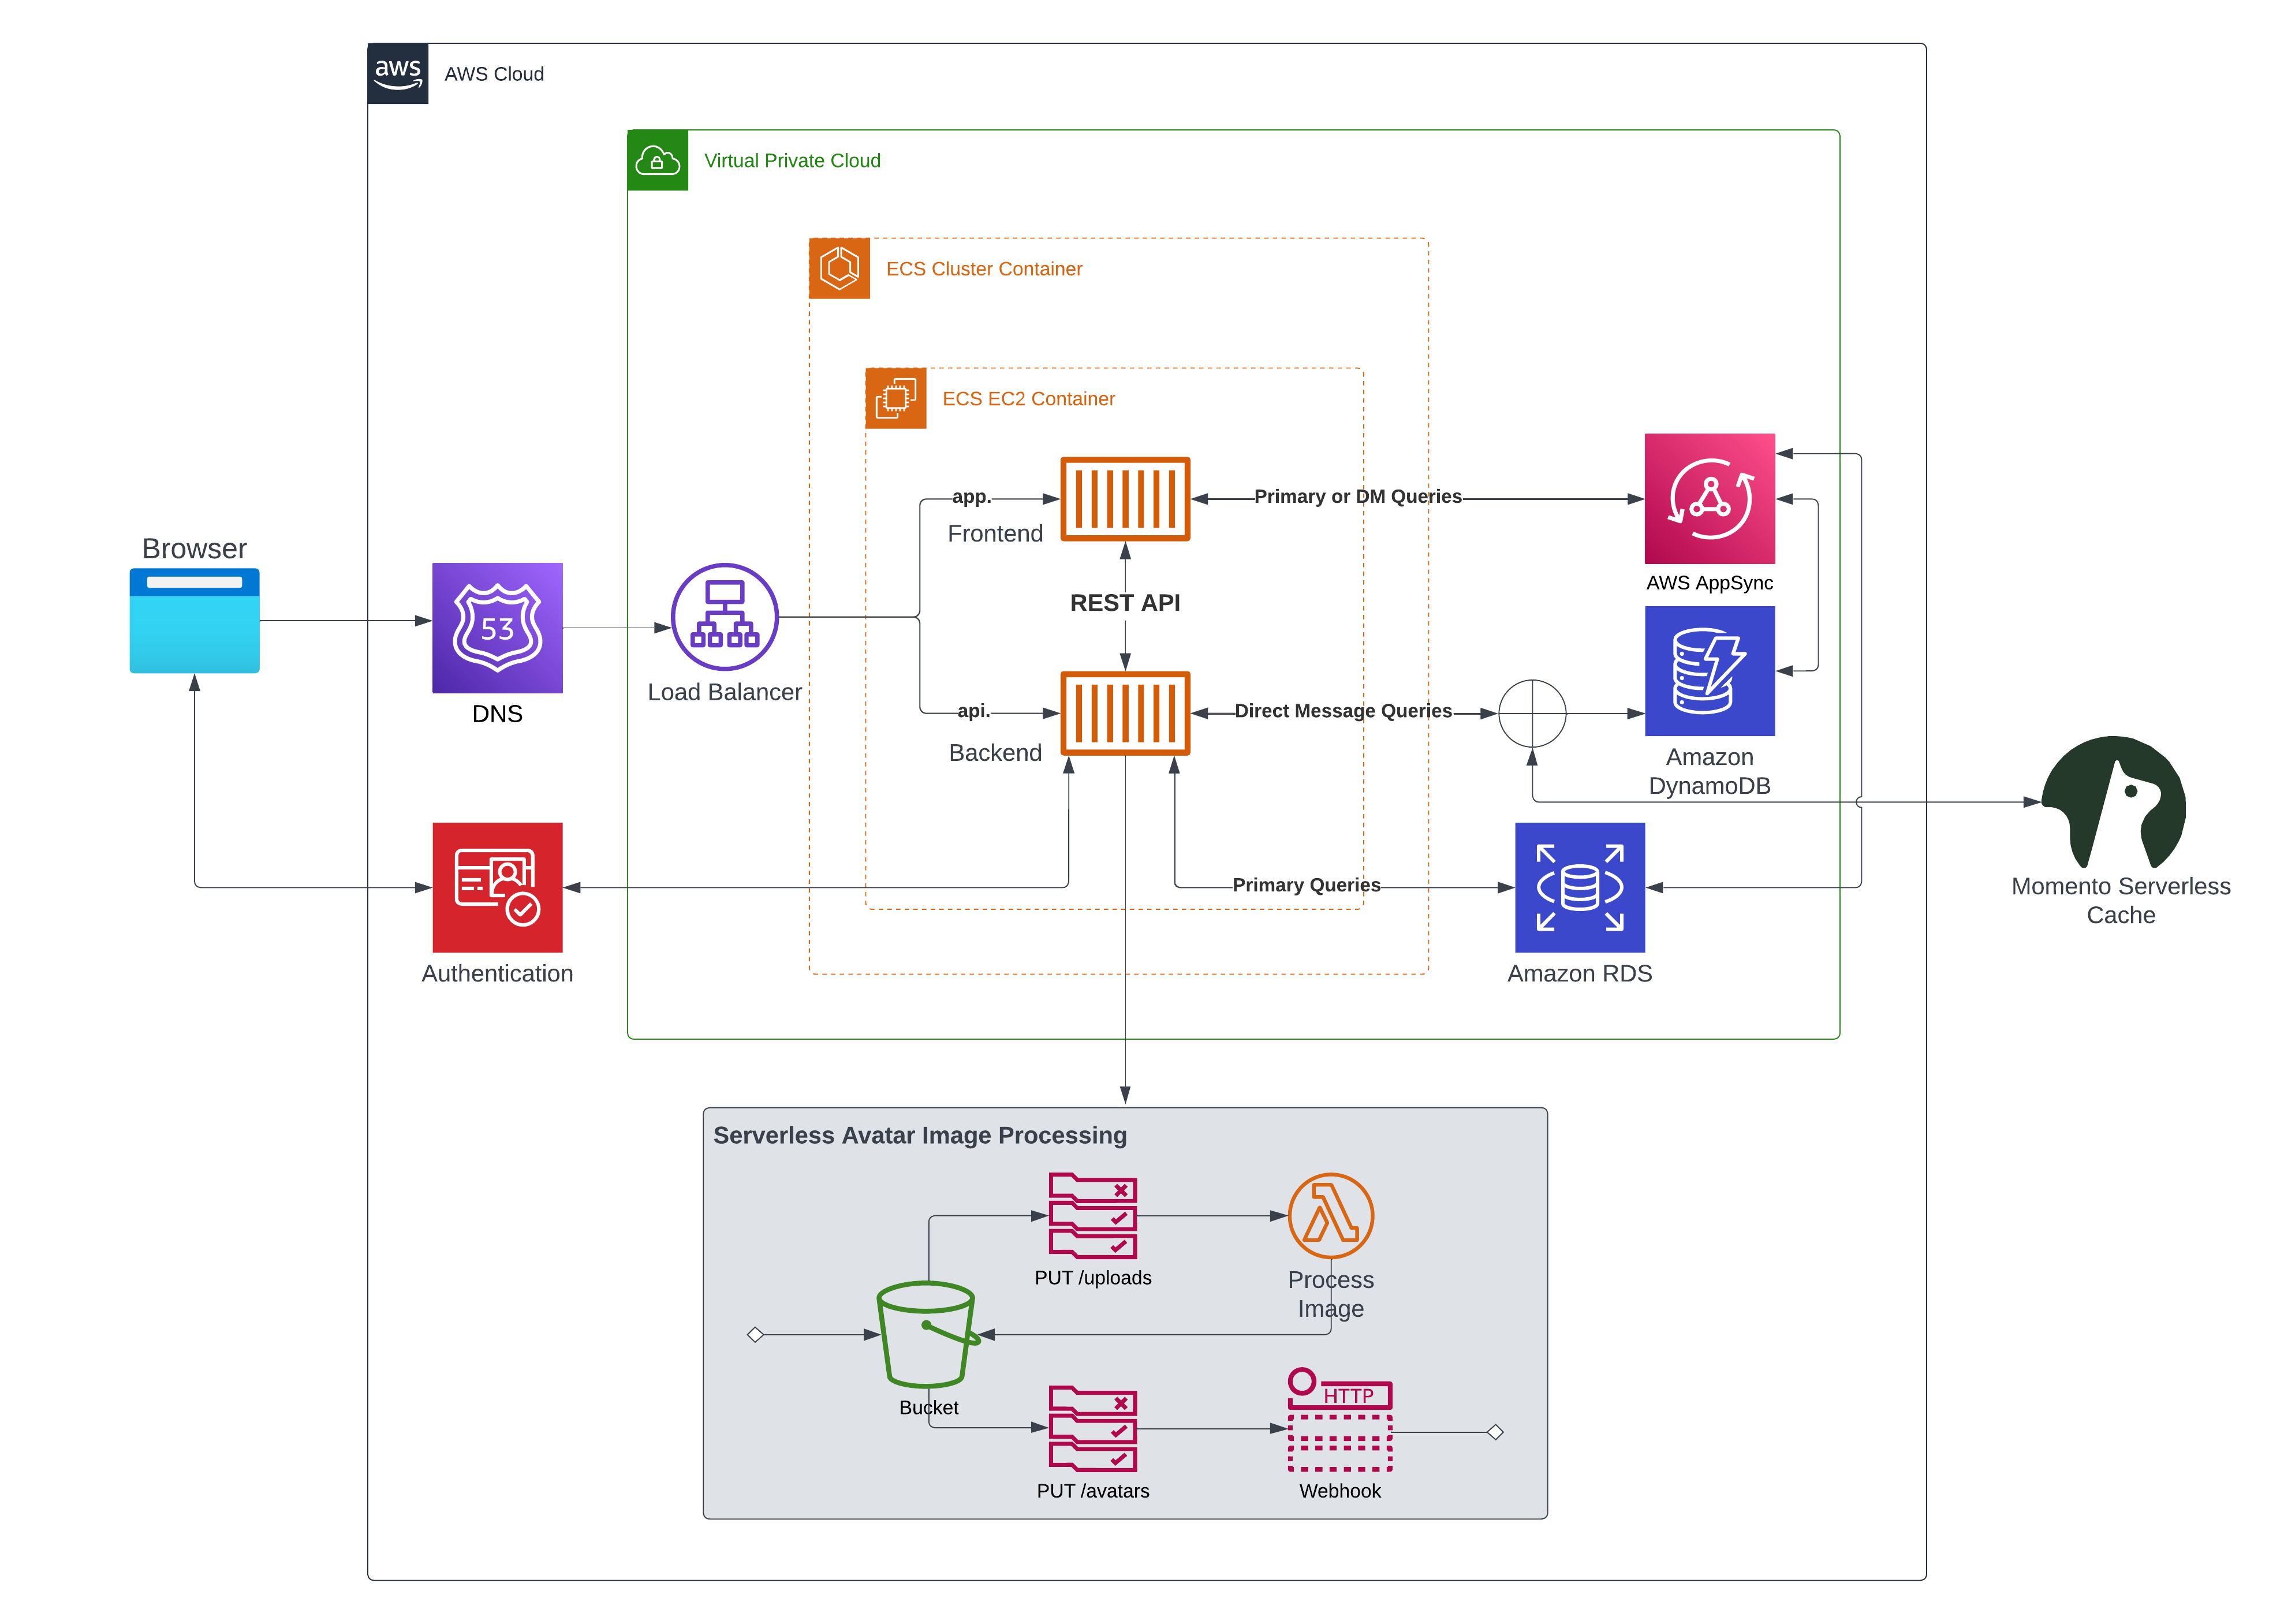 aws
AWS Cloud
Virtual Private Cloud
ECS Cluster Container
ECS EC2 Container
app.
Frontend
Primary or DM Queries
AWS AppSync
Browser
53
DNS
Load Balancer
REST API
api.
Backend
Direct Message Queries
Amazon
DynamoDB
Momento Serverless
Cache
Authentication
Primary Queries
Amazon RDS
Serverless Avatar Image Processing
PUT /uploads
Process
Image
Bucket
HTTP
PUT /avatars
Webhook